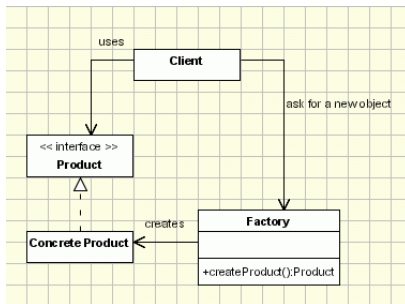 uses
Client
ask for a new object
<< interface >>
Product
creates
Factory
Concrete Product
+createProduct():Product